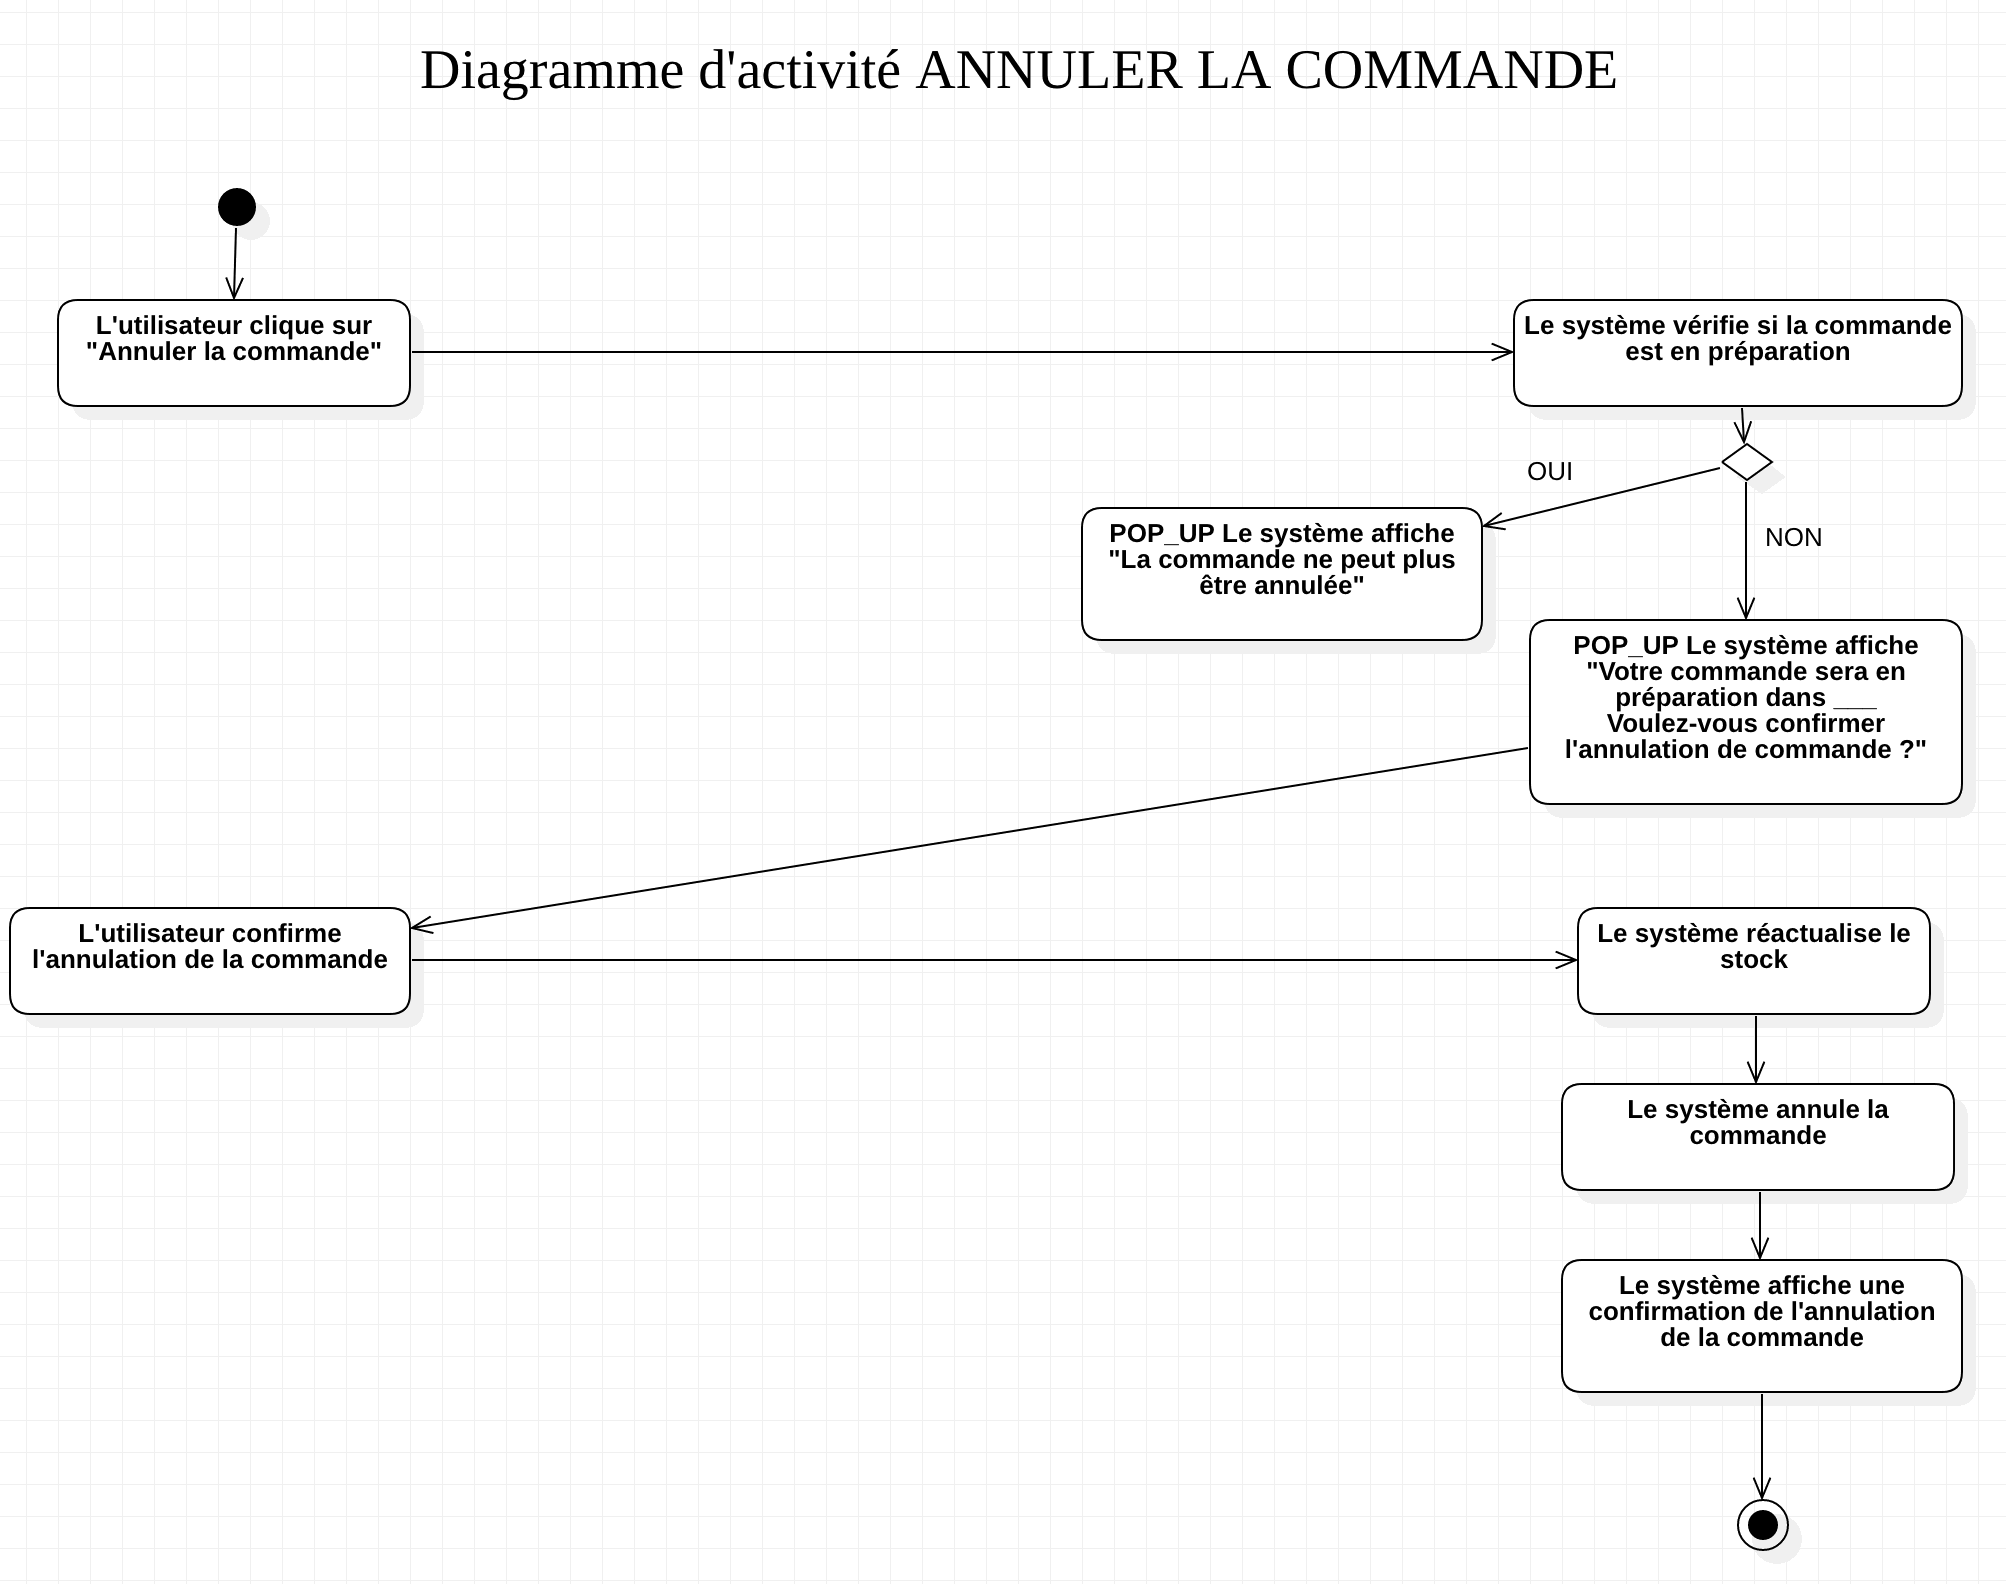 Diagramme d'activité ANNULER LA COMMANDE
L'utilisateur clique sur
"Annuler la commande"
Le système vérifie si la commande
est en préparation
OUI
NON
POP_UP Le système affiche
"La commande ne peut plus
être annulée"
POP_UP Le système affiche
"Votre commande sera en
préparation dans ___
Voulez-vous confirmer
l'annulation de commande ?"
L'utilisateur confirme
l'annulation de la commande
Le système réactualise le
stock
Le système annule la
commande
Le système affiche une
confirmation de l'annulation
de la commande